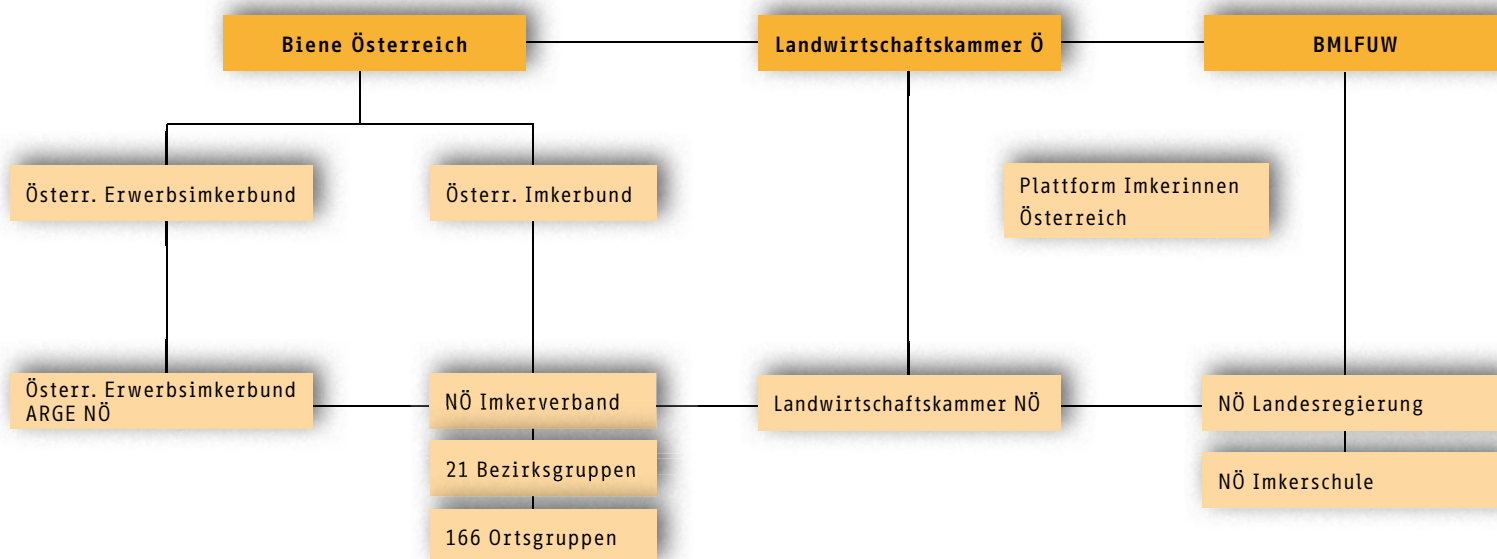 Biene Österreich
Landwirtschaftskammer Ö
BMLFUW
Österr. Erwerbsimkerbund
Österr. Imkerbund
Plattform Imkerinnen
Österreich
Österr. Erwerbsimkerbund
ARGE NÖ
NÖ Imkerverband
Landwirtschaftskammer NÖ
NÖ Landesregierung
21 Bezirksgruppen
NÖ Imkerschule
166 Ortsgruppen